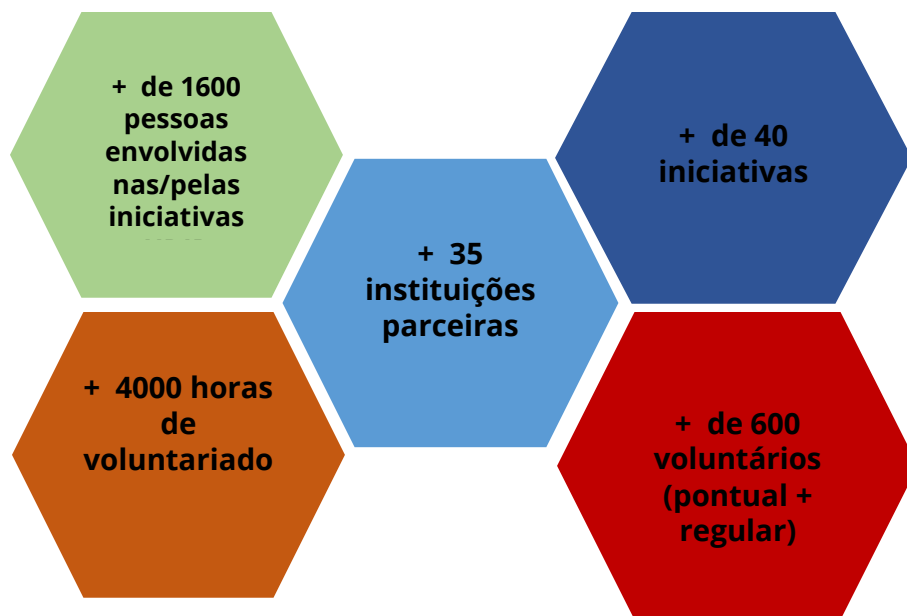 + de 1600
pessoas
envolvidas
nas/pelas
iniciativas
+ de 40
iniciativas
+ 35
instituições
parceiras
+ 4000 horas
de
voluntariado
+ de 600
voluntários
(pontual +
regular)